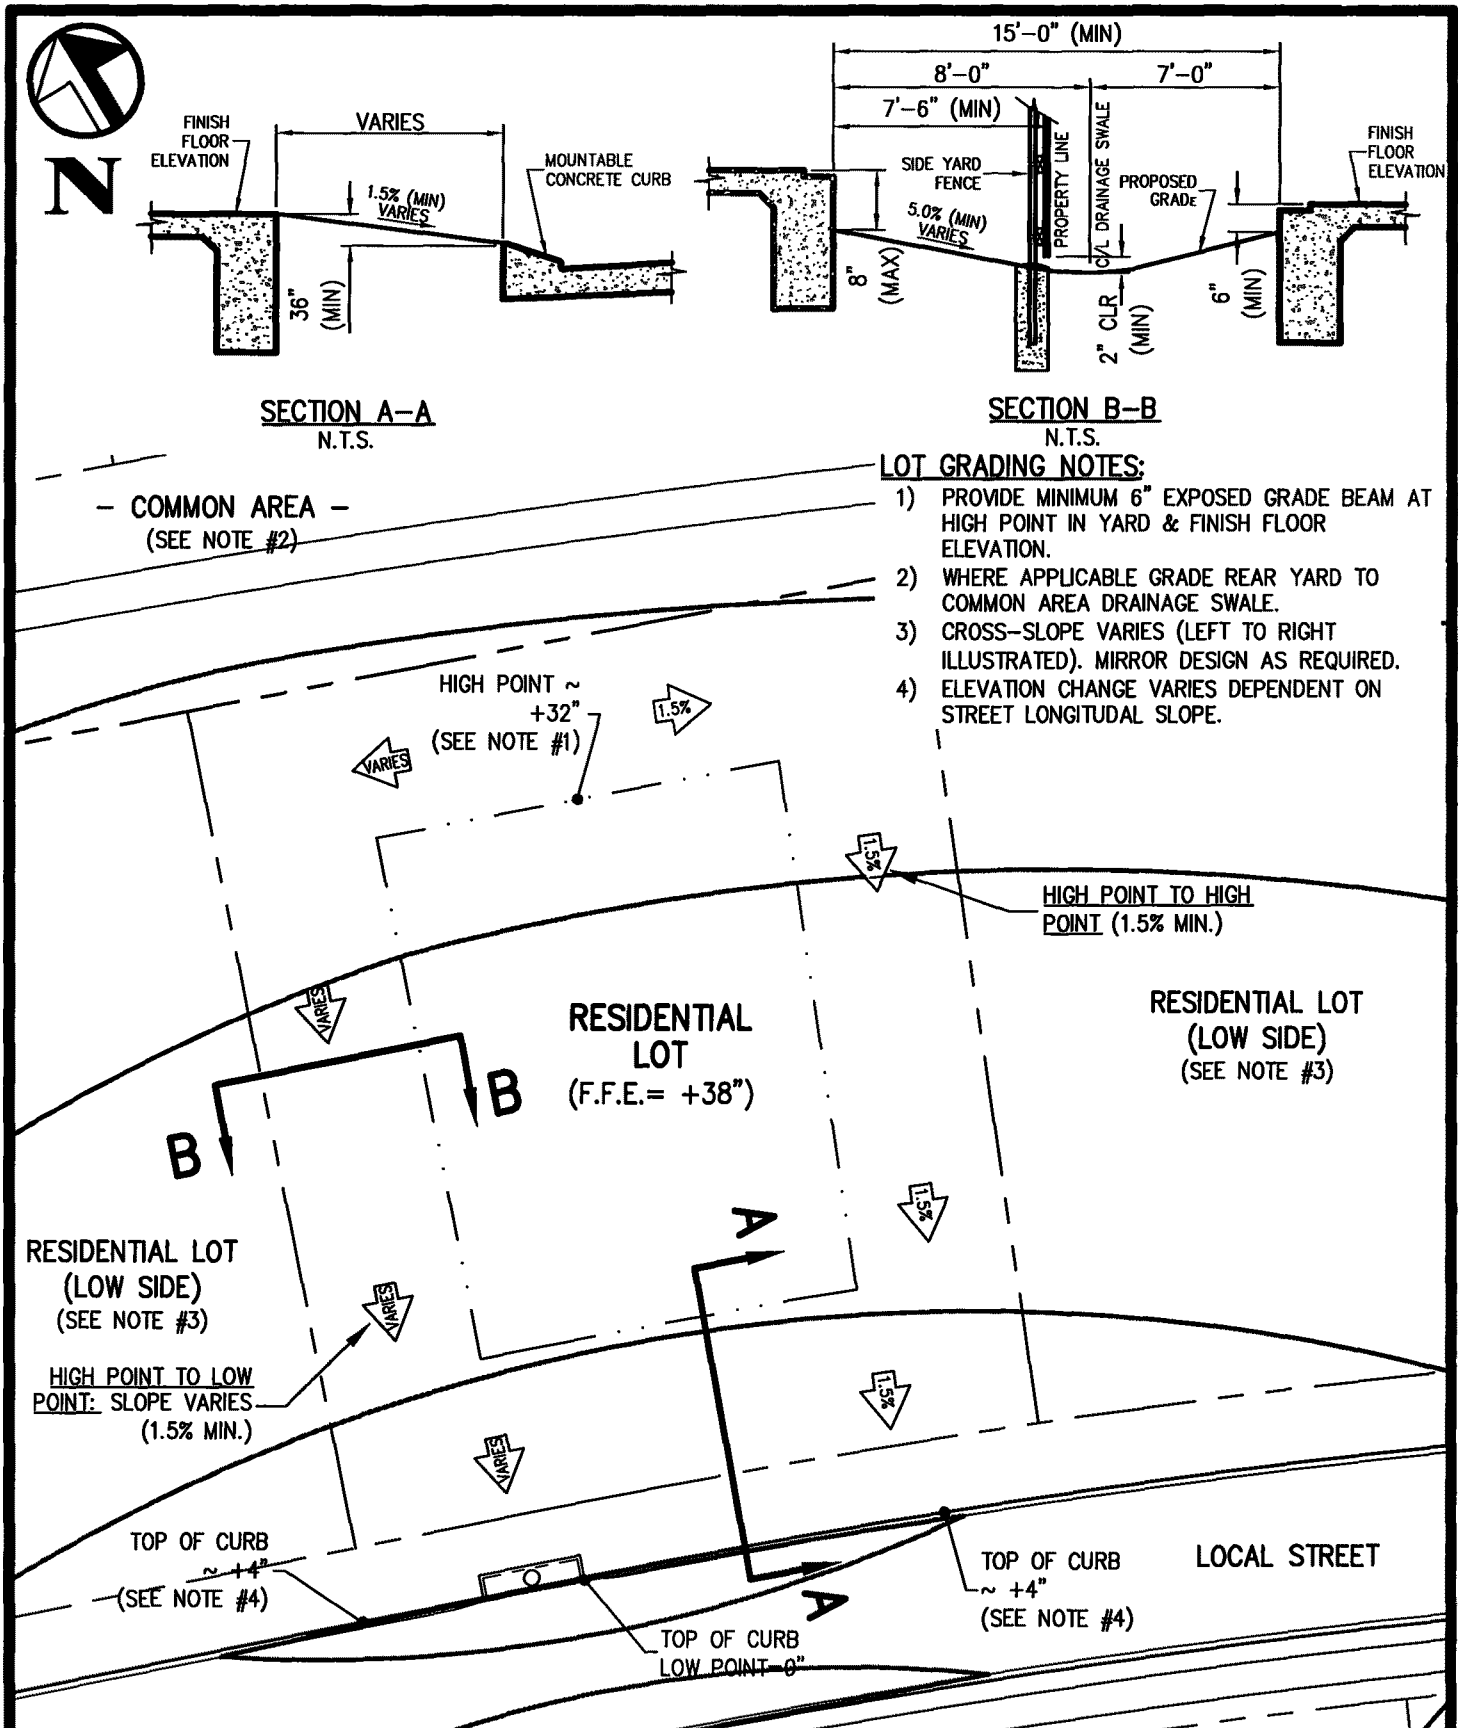 N
FINISH
FLOOR
ELEVATION
VARIES
1.5% (MIN)
VARIES
MOUNTABLE
CONCRETE CURB
36"
(MIN)
SECTION A-A
N.T.S.
15'-0" (MIN)
8'-0"
7'-0"
7'-6" (MIN)
SIDE YARD
FENCE
PROPERTY LINE
C/L DRAINAGE SWALE
PROPOSED
GRADE
FINISH
FLOOR
ELEVATION
5.0% (MIN)
VARIES
8"
(MAX)
2" CLR
(MIN)
6"
(MIN)
SECTION B-B
N.T.S.
LOT GRADING NOTES:
1) PROVIDE MINIMUM 6" EXPOSED GRADE BEAM AT
HIGH POINT IN YARD & FINISH FLOOR
ELEVATION.
2) WHERE APPLICABLE GRADE REAR YARD TO
COMMON AREA DRAINAGE SWALE.
3) CROSS-SLOPE VARIES (LEFT TO RIGHT
ILLUSTRATED). MIRROR DESIGN AS REQUIRED.
4) ELEVATION CHANGE VARIES DEPENDENT ON
STREET LONGITUDAL SLOPE.
- COMMON AREA -
(SEE NOTE #2)
HIGH POINT ~
+32"
(SEE NOTE #1)
1.5%
VARIES
1.5%
HIGH POINT TO HIGH
POINT (1.5% MIN.)
VARIES
RESIDENTIAL
LOT
(F.F.E.= +38")
RESIDENTIAL LOT
(LOW SIDE)
(SEE NOTE #3)
B
B
A
1.5%
RESIDENTIAL LOT
(LOW SIDE)
(SEE NOTE #3)
VARIES
HIGH POINT TO LOW
POINT: SLOPE VARIES
(1.5% MIN.)
1.5%
VARIES
TOP OF CURB
~ +4"
(SEE NOTE #4)
TOP OF CURB
~ +4"
(SEE NOTE #4)
LOCAL STREET
A
TOP OF CURB
LOW POINT-0"